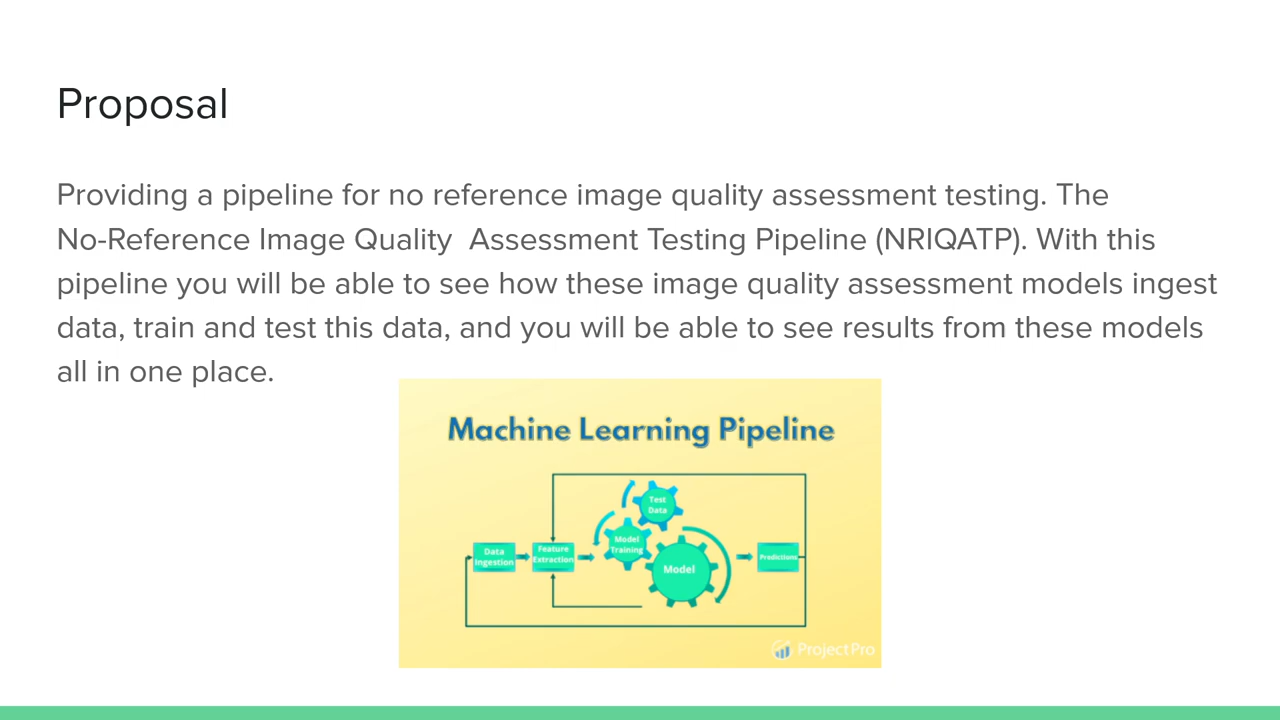 Proposal
Providing a pipeline for no reference image quality assessment testing. The
No-Reference Image Quality  Assessment Testing Pipeline (NRIQATP). With this
pipeline you will be able to see how these image quality assessment models ingest
data, train and test this data, and you will be able to see results from these models
all in one place.
Machine Learning Pipeline
Test
Data
Model
Training
Data
Ingestion
Feature
Extraction
Model
Predictions
ProjectPro